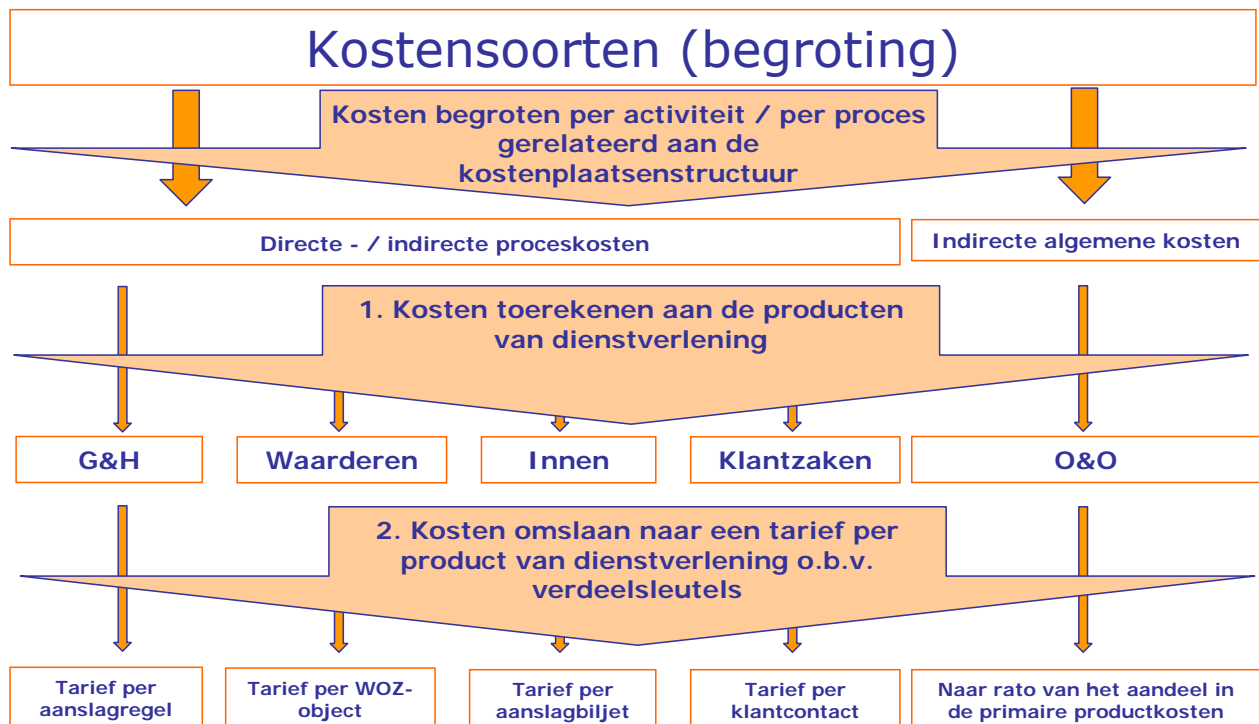 Kostensoorten (begroting)
Kosten begroten per activiteit / per proces
gerelateerd aan de
kostenplaatsenstructuur
Directe - / indirecte proceskosten
Indirecte algemene kosten
1. Kosten toerekenen aan de producten
van dienstverlening
G&H
Waarderen
Innen
Klantzaken
O&O
2. Kosten omslaan naar een tarief per
product van dienstverlening o.b.v.
verdeelsleutels
Tarief per
aanslagregel
Tarief per WOZ-
object
Tarief per
aanslagbiljet
Tarief per
klantcontact
Naar rato van het aandeel in
de primaire productkosten